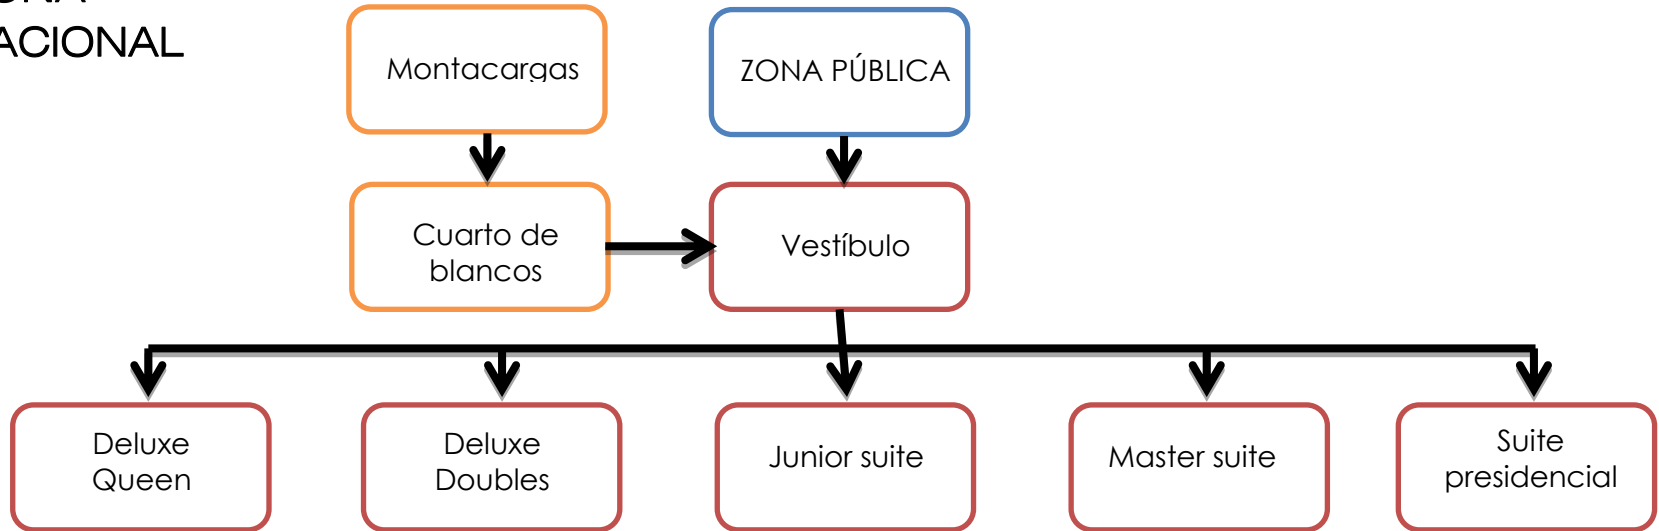 ACIONAL
Montacargas
ZONA PÚBLICA
Cuarto de
blancos
Vestíbulo
Deluxe
Queen
Deluxe
Doubles
Junior suite
Master suite
Suite
presidencial